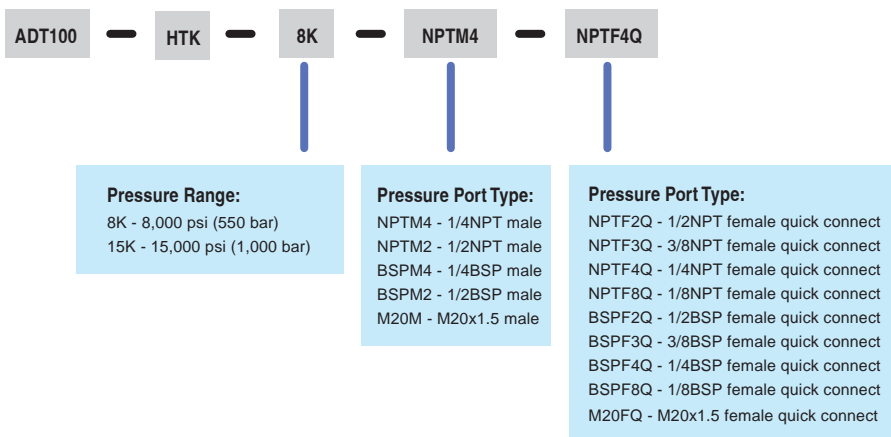 ADT100 — HTK — 8K — NPTM4 — NPTF4Q
Pressure Range:
8K - 8,000 psi (550 bar)
15K - 15,000 psi (1,000 bar)
Pressure Port Type:
NPTM4 - 1/4NPT male
NPTM2 - 1/2NPT male
BSPM4 - 1/4BSP male
BSPM2 - 1/2BSP male
M20M - M20x1.5 male
Pressure Port Type:
NPTF2Q - 1/2NPT female quick connect
NPTF3Q - 3/8NPT female quick connect
NPTF4Q - 1/4NPT female quick connect
NPTF8Q - 1/8NPT female quick connect
BSPF2Q - 1/2BSP female quick connect
BSPF3Q - 3/8BSP female quick connect
BSPF4Q - 1/4BSP female quick connect
BSPF8Q - 1/8BSP female quick connect
M20FQ - M20x1.5 female quick connect